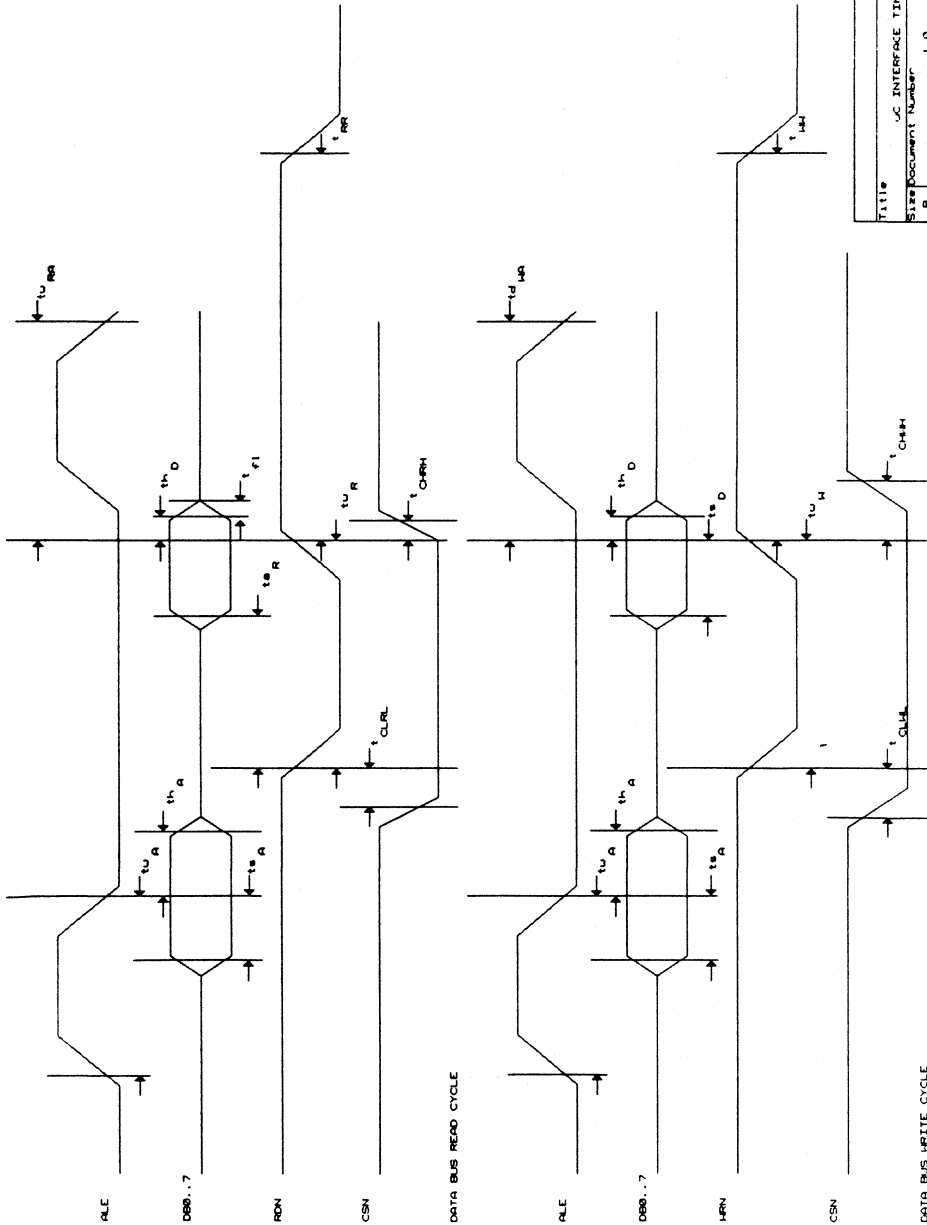 tw RA
ALE
tw A
th A
th D
DB0..7
ts A
ta R
t fl
RDN
t RR
tw R
CSN
t CLRL
t CHRH
DATA BUS READ CYCLE
td WA
ALE
tw A
th A
th D
DB0..7
ts A
ts D
WRN
t WW
tw W
CSN
t CLWL
t CHWH
DATA BUS WRITE CYCLE
Title
uC INTERFACE TIM
Size Document Number